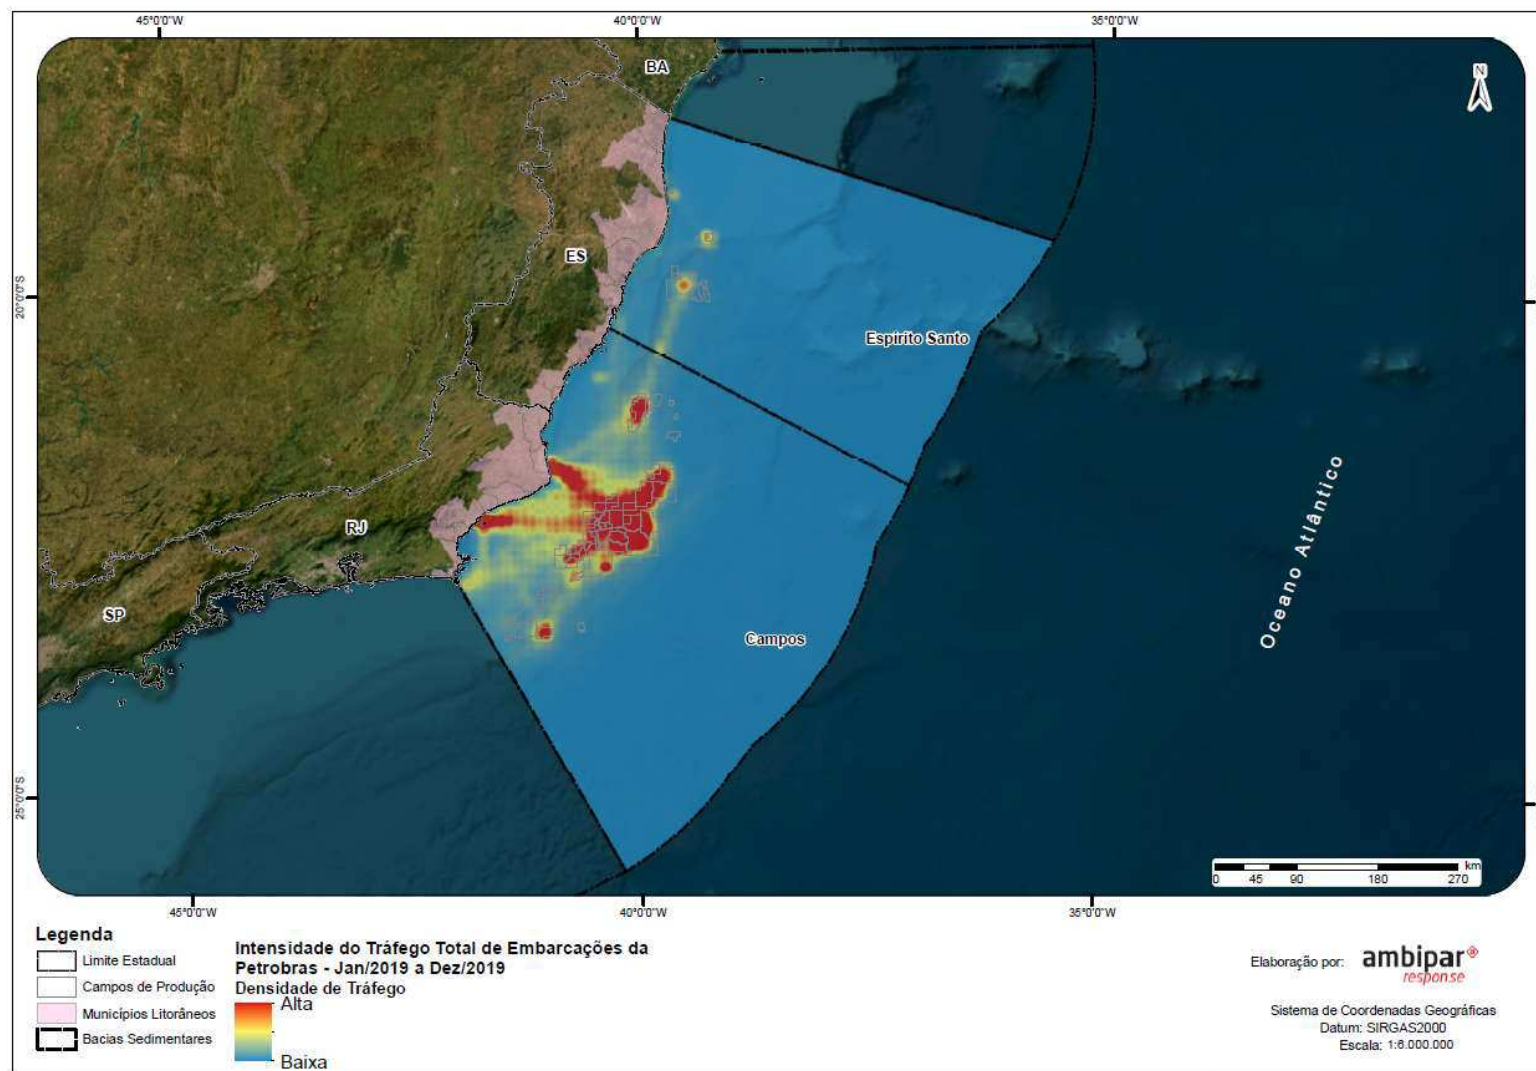 45°0'0"W 40°0'0"W 35°0'0"W
BA
N
ES
20°0'0"S
Espírito Santo
Oceano Atlântico
RJ
SP
Campos
25°0'0"S
km
0 45 90 180 270
45°0'0"W 40°0'0"W 35°0'0"W
Legenda
Limite Estadual
Campos de Produção
Municípios Litorâneos
Bacias Sedimentares
Intensidade do Tráfego Total de Embarcações da
Petrobras - Jan/2019 a Dez/2019
Densidade de Tráfego
Alta
Baixa
Elaboração por:
ambipar
response
Sistema de Coordenadas Geográficas
Datum: SIRGAS2000
Escala: 1:6.000.000